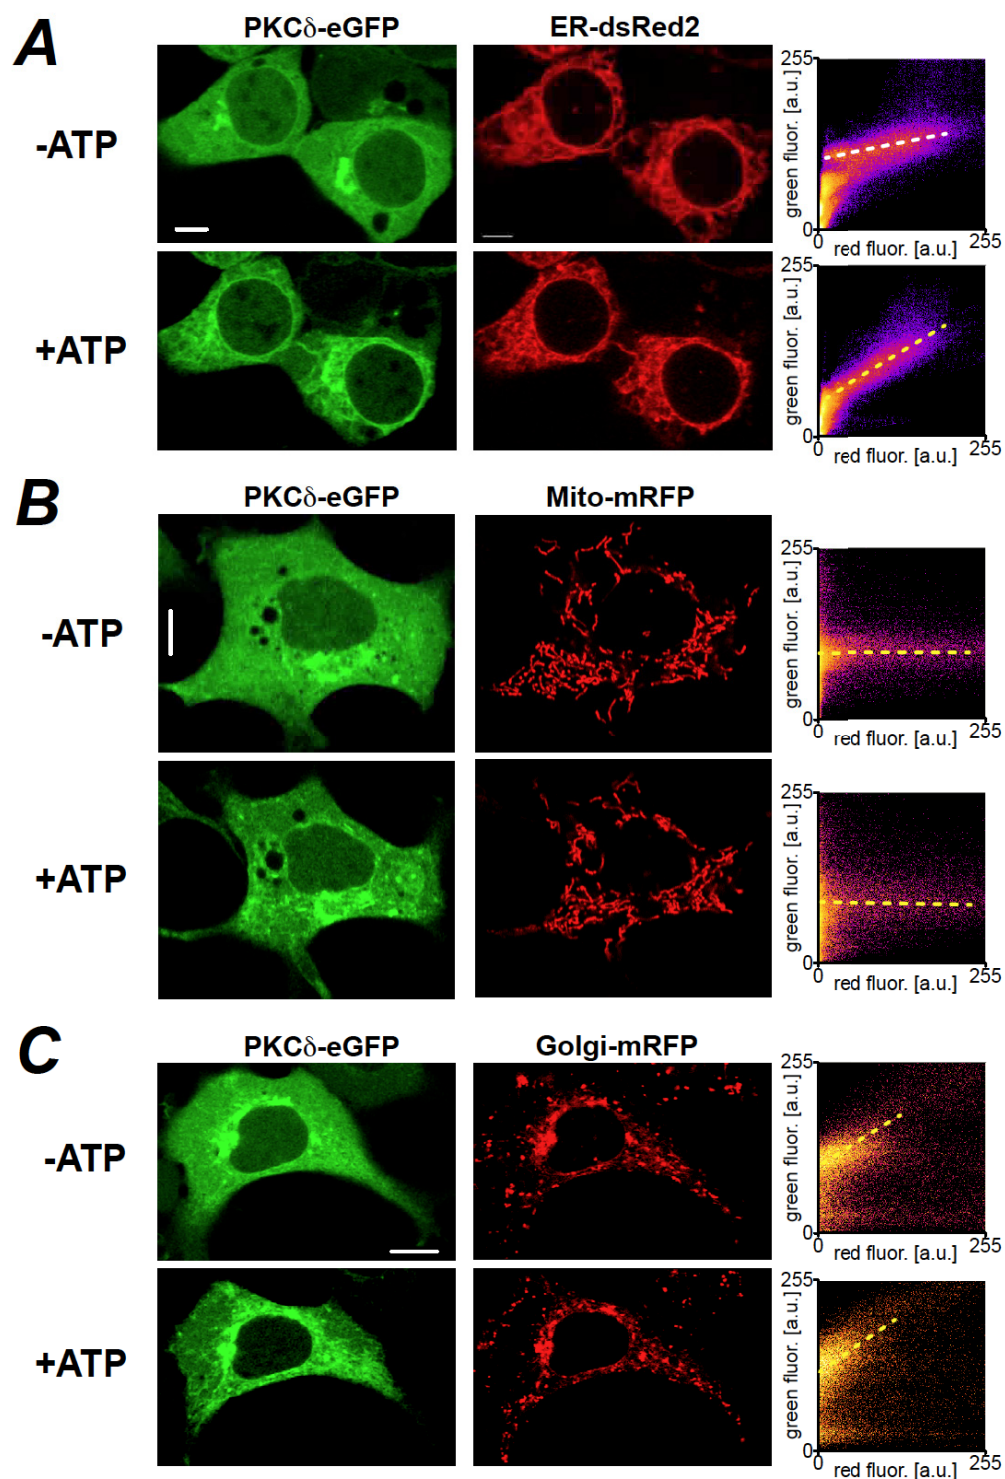 A
PKCδ-eGFP
ER-dsRed2
-ATP
green fluor. [a.u.]
255
0
0
red fluor. [a.u.]
255
+ATP
green fluor. [a.u.]
255
0
0
red fluor. [a.u.]
255
B
PKCδ-eGFP
Mito-mRFP
-ATP
green fluor. [a.u.]
255
0
0
red fluor. [a.u.]
255
+ATP
green fluor. [a.u.]
255
0
0
red fluor. [a.u.]
255
C
PKCδ-eGFP
Golgi-mRFP
-ATP
green fluor. [a.u.]
255
0
0
red fluor. [a.u.]
255
+ATP
green fluor. [a.u.]
255
0
0
red fluor. [a.u.]
255